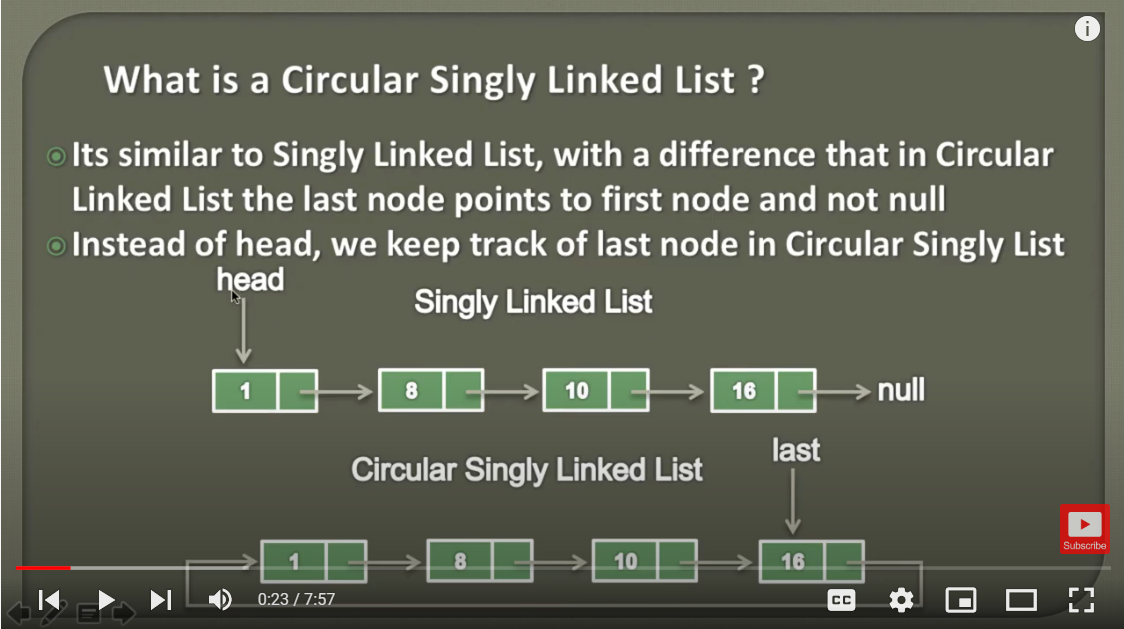 What is a Circular Singly Linked List ?
Its similar to Singly Linked List, with a difference that in Circular
Linked List the last node points to first node and not null
Instead of head, we keep track of last node in Circular Singly List
head
Singly Linked List
1 8 10 16 null
last
Circular Singly Linked List
1 8 10 16
Subscribe
0:23 / 7:57
CC